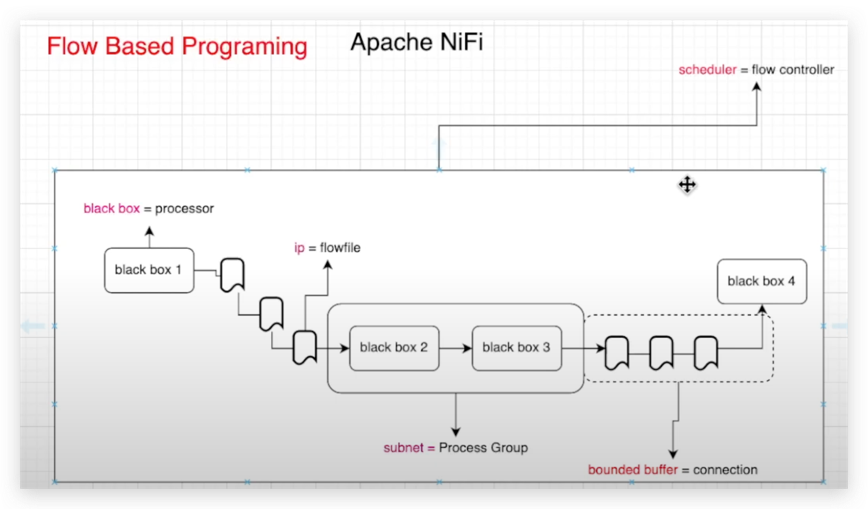 Flow Based Programing
Apache NiFi
scheduler = flow controller
black box = processor
ip = flowfile
black box 1
black box 4
black box 2
black box 3
subnet = Process Group
bounded buffer = connection